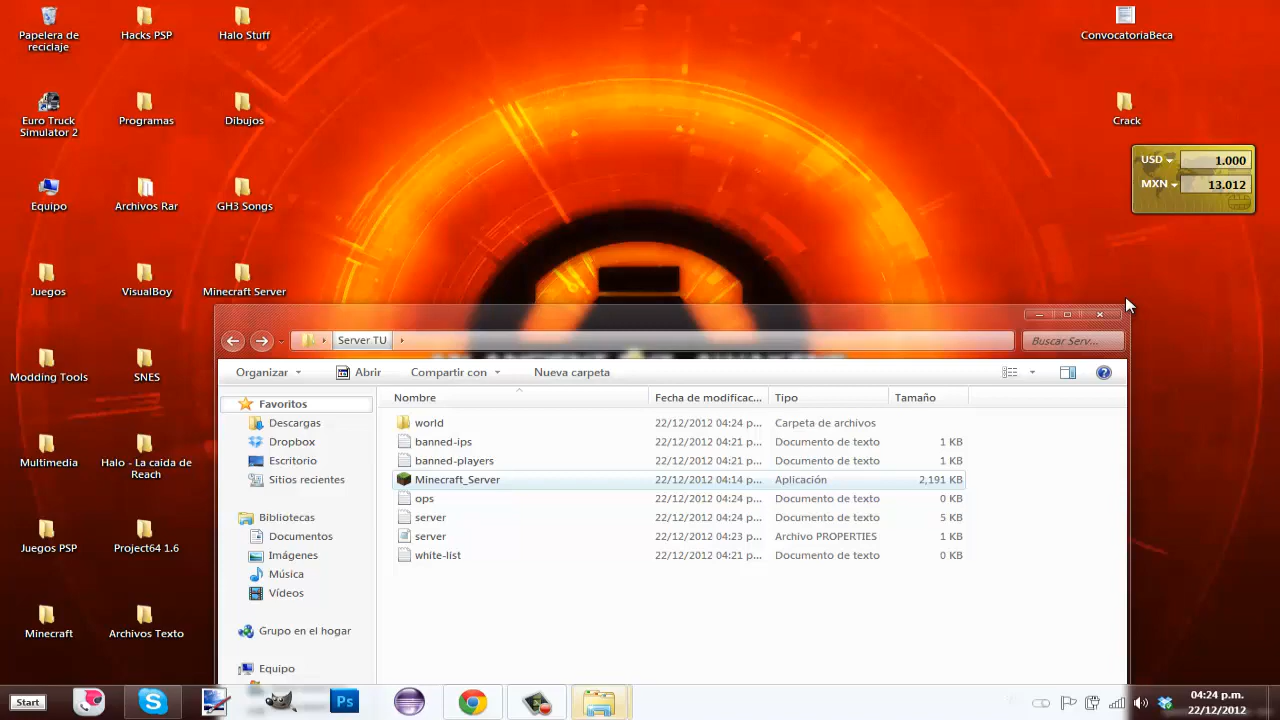 Papelera de
reciclaje
Hacks PSP
Halo Stuff
ConvocatoriaBeca
Euro Truck
Simulator 2
Programas
Dibujos
Crack
USD
1.000
MXN
13.012
Equipo
Archivos Rar
GH3 Songs
Juegos
VisualBoy
Minecraft Server
Modding Tools
SNES
Multimedia
Halo - La caída de
Reach
Juegos PSP
Project64 1.6
Minecraft
Archivos Texto
Server TU
Buscar Serv...
Organizar
Abrir
Compartir con
Nueva carpeta
Nombre
Fecha de modificac...
Tipo
Tamaño
Favoritos
Descargas
Dropbox
Escritorio
Sitios recientes
Bibliotecas
Documentos
Imágenes
Música
Vídeos
Grupo en el hogar
Equipo
world 22/12/2012 04:24 p... Carpeta de archivos
banned-ips 22/12/2012 04:21 p... Documento de texto 1 KB
banned-players 22/12/2012 04:21 p... Documento de texto 1 KB
Minecraft_Server 22/12/2012 04:14 p... Aplicación 2,191 KB
ops 22/12/2012 04:24 p... Documento de texto 0 KB
server 22/12/2012 04:24 p... Documento de texto 5 KB
server 22/12/2012 04:23 p... Archivo PROPERTIES 1 KB
white-list 22/12/2012 04:21 p... Documento de texto 0 KB
Start
Ps
04:24 p.m.
22/12/2012